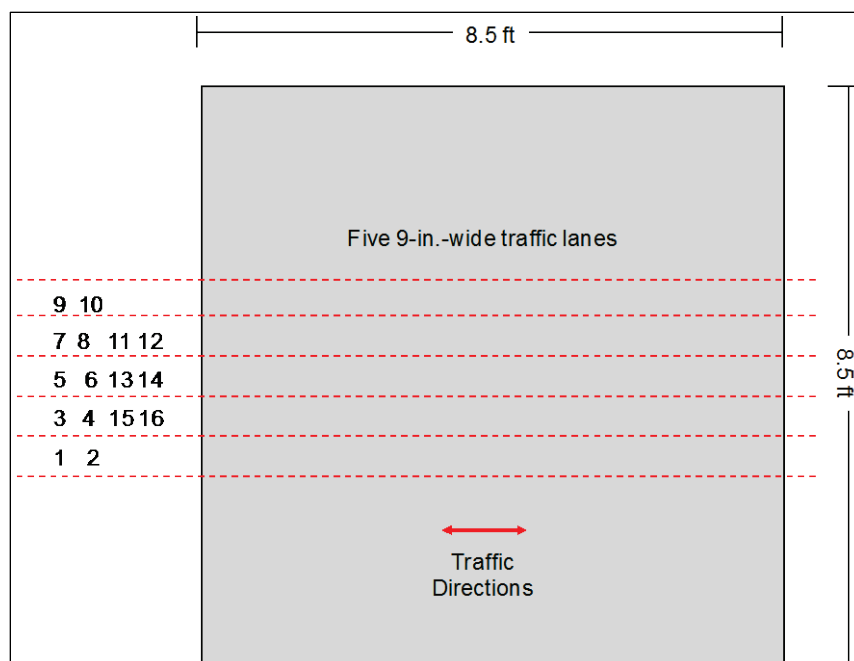 8.5 ft
Five 9-in.-wide traffic lanes
9 10
7 8 11 12
8.5 ft
5 6 13 14
3 4 15 16
1 2
Traffic
Directions